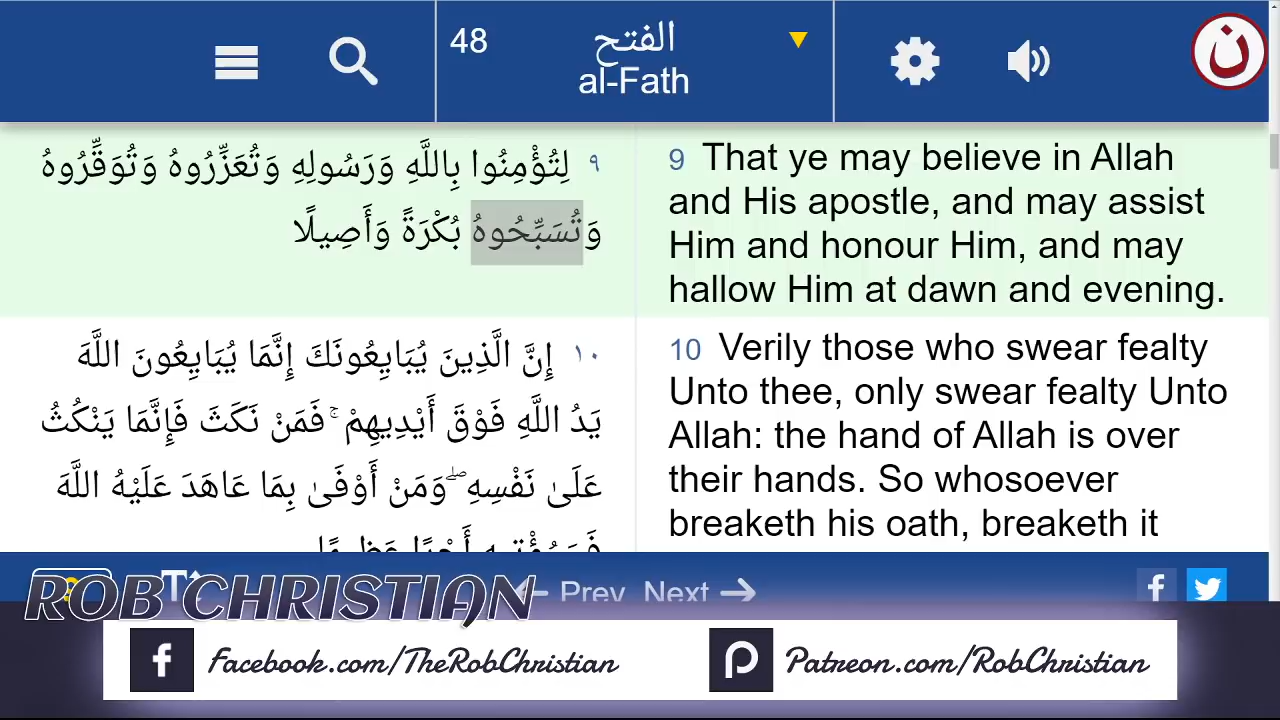 48
الفتح
al-Fath
ن
٩ لِتُؤْمِنُوا بِاللَّهِ وَرَسُولِهِ وَتُعَزِّرُوهُ وَتُوَقِّرُوهُ
وَتُسَبِّحُوهُ بُكْرَةً وَأَصِيلًا
9 That ye may believe in Allah
and His apostle, and may assist
Him and honour Him, and may
hallow Him at dawn and evening.
١٠ إِنَّ الَّذِينَ يُبَايِعُونَكَ إِنَّمَا يُبَايِعُونَ اللَّهَ
يَدُ اللَّهِ فَوْقَ أَيْدِيهِمْ ۚ فَمَنْ نَكَثَ فَإِنَّمَا يَنْكُثُ
عَلَىٰ نَفْسِهِ ۖ وَمَنْ أَوْفَىٰ بِمَا عَاهَدَ عَلَيْهُ اللَّهَ
10 Verily those who swear fealty
Unto thee, only swear fealty Unto
Allah: the hand of Allah is over
their hands. So whosoever
breaketh his oath, breaketh it
Prev Next
ROB CHRISTIAN
Facebook.com/TheRobChristian
Patreon.com/RobChristian